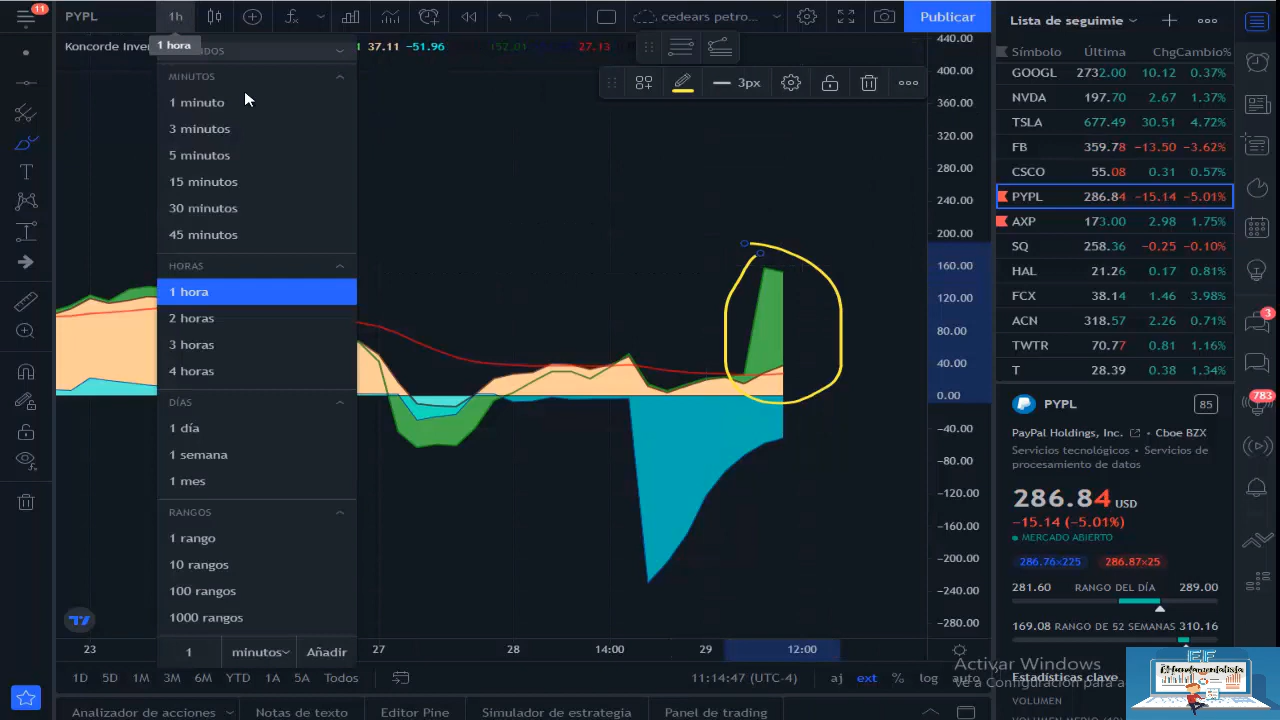 11
PYPL
1h
cedears petro...
Publicar
Lista de seguimie
1 hora
Koncorde Inver
37.11
−51.96
152.01
27.13
3px
MINUTOS
1 minuto
3 minutos
5 minutos
15 minutos
30 minutos
45 minutos
HORAS
1 hora
2 horas
3 horas
4 horas
DÍAS
1 día
1 semana
1 mes
RANGOS
1 rango
10 rangos
100 rangos
1000 rangos
1
minutos
Añadir
440.00
400.00
360.00
320.00
280.00
240.00
200.00
160.00
120.00
80.00
40.00
0.00
−40.00
−80.00
−120.00
−160.00
−200.00
−240.00
−280.00
23
27
28
14:00
29
12:00
1D 5D 1M 3M 6M YTD 1A 5A Todos
11:14:47 (UTC-4)
aj ext % log
Analizador de acciones
Notas de texto
Editor Pine
Simulador de estrategia
Panel de trading
Símbolo Última Chg Cambio%
GOOGL 2732.00 10.12 0.37%
NVDA 197.70 2.67 1.37%
TSLA 677.49 30.51 4.72%
FB 359.78 −13.50 −3.62%
CSCO 55.08 0.31 0.57%
PYPL 286.84 −15.14 −5.01%
AXP 173.00 2.98 1.75%
SQ 258.36 −0.25 −0.10%
HAL 21.26 0.17 0.81%
FCX 38.14 1.46 3.98%
ACN 318.57 2.26 0.71%
TWTR 70.77 0.81 1.16%
T 28.39 0.38 1.34%
PYPL
85
PayPal Holdings, Inc. • Cboe BZX
Servicios tecnológicos • Servicios de
procesamiento de datos
286.84 USD
−15.14 (−5.01%)
MERCADO ABIERTO
286.76×225
286.87×25
281.60 RANGO DEL DÍA 289.00
169.08 RANGO DE 52 SEMANAS 310.16
Activar Windows
Ve a Configuración para a
Estadísticas clave
VOLUMEN
3
783